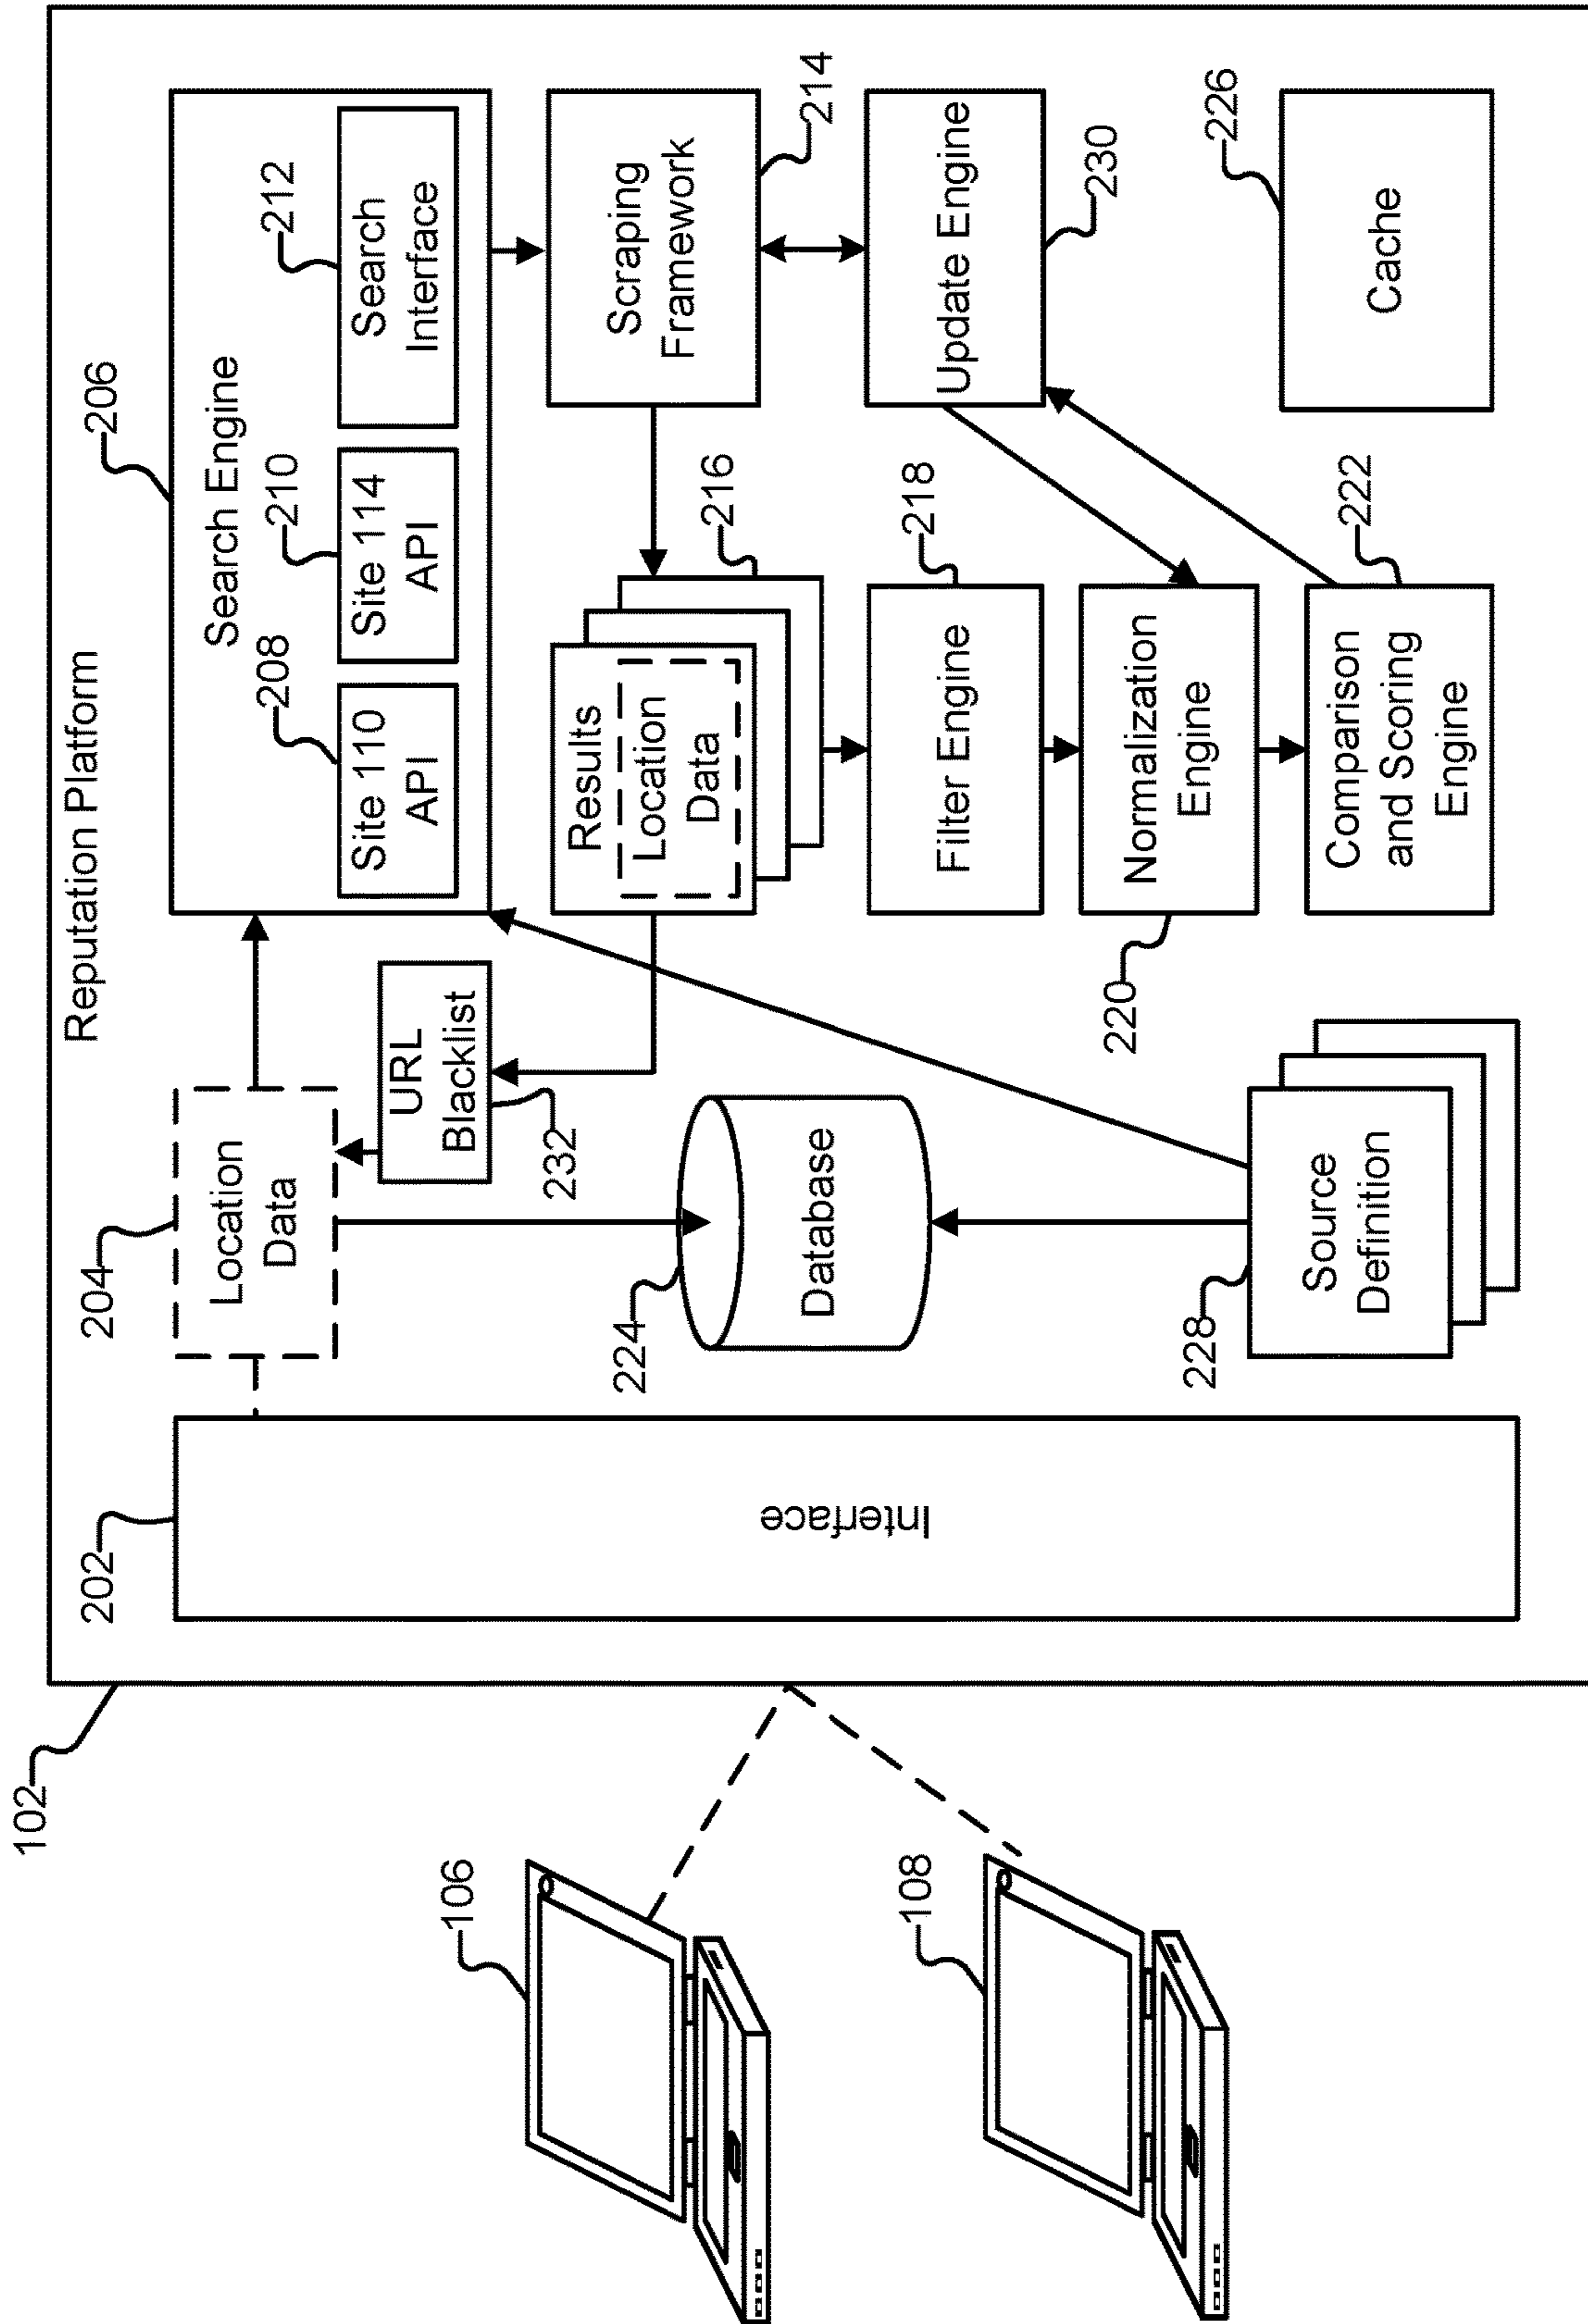 Reputation Platform
102
106
108
202
Interface
204
Location
Data
206
Search Engine
208
Site 110
API
210
Site 114
API
212
Search
Interface
URL
Blacklist
232
224
Database
228
Source
Definition
Results
Location
Data
216
Scraping
Framework
214
Filter Engine
218
Update Engine
230
Normalization
Engine
220
Comparison
and Scoring
Engine
222
Cache
226